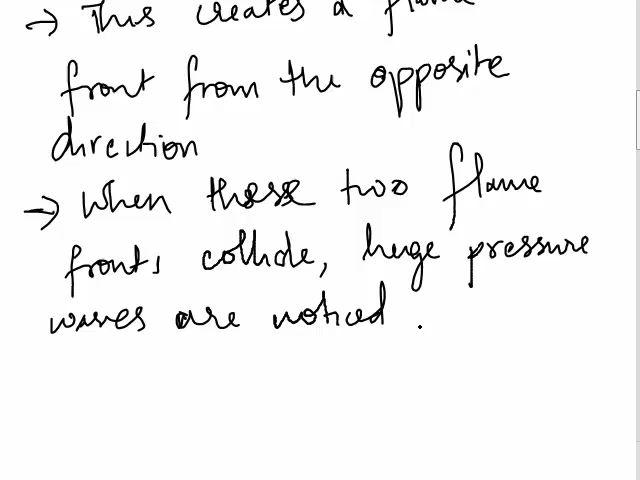 → This creates a flame
front from the opposite
direction
→ When these two flame
fronts collide, huge pressure
waves are noticed.